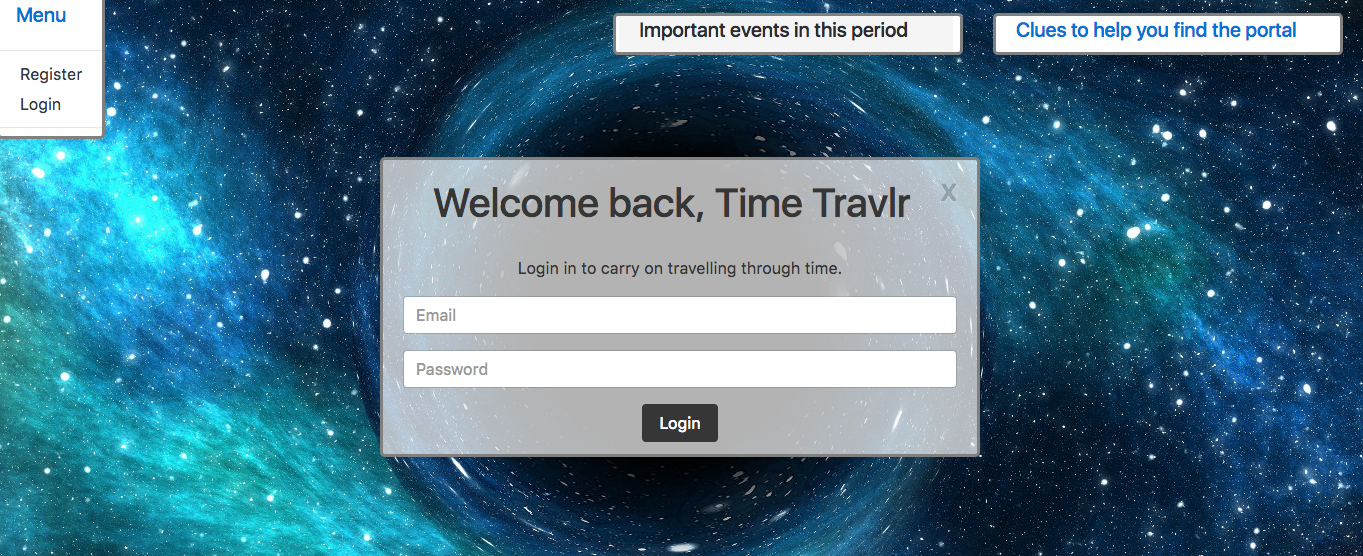 Menu
Register
Login
Important events in this period
Clues to help you find the portal
Welcome back, Time Travlr
X
Login in to carry on travelling through time.
Email
Password
Login